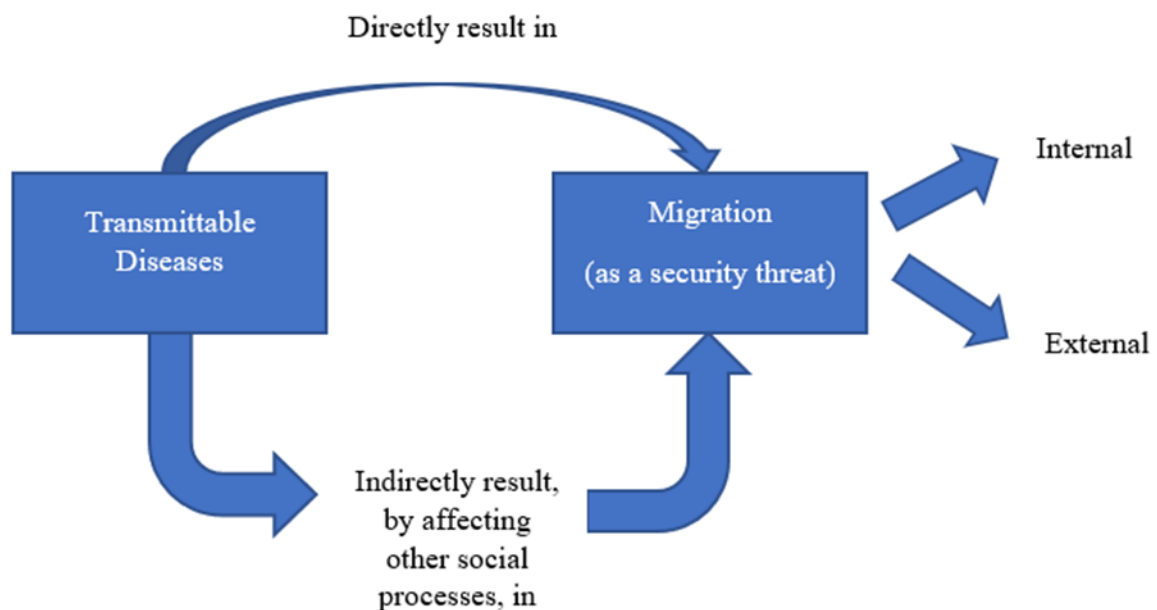 Directly result in
Transmittable
Diseases
Migration
(as a security threat)
Internal
External
Indirectly result,
by affecting
other social
processes, in